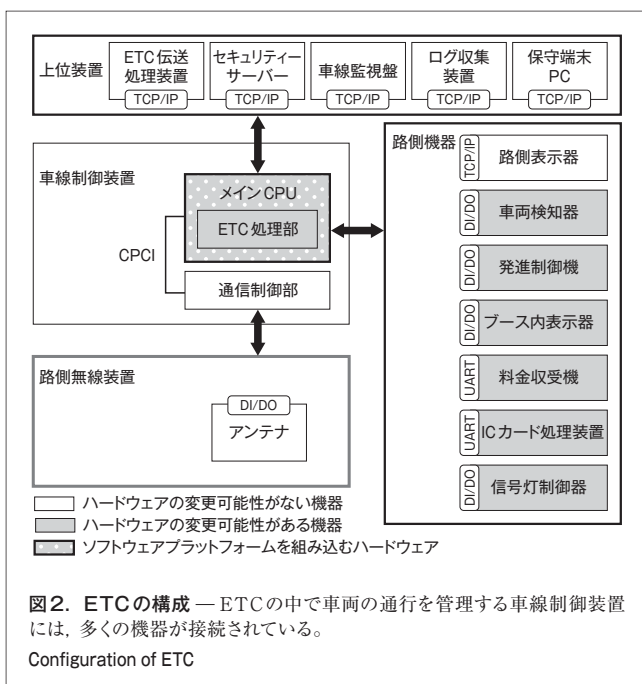 上位装置
ETC伝送
処理装置
TCP/IP
セキュリティー
サーバー
TCP/IP
車線監視盤
TCP/IP
ログ収集
装置
TCP/IP
保守端末
PC
TCP/IP
車線制御装置
メインCPU
ETC処理部
CPCI
通信制御部
路側無線装置
DI/DO
アンテナ
路側機器
TCP/IP
路側表示器
DI/DO
車両検知器
DI/DO
発進制御機
DI/DO
ブース内表示器
UART
料金収受機
UART
ICカード処理装置
DI/DO
信号灯制御器
ハードウェアの変更可能性がない機器
ハードウェアの変更可能性がある機器
ソフトウェアプラットフォームを組み込むハードウェア
図2.ETCの構成 — ETCの中で車両の通行を管理する車線制御装置
には,多くの機器が接続されている。
Configuration of ETC